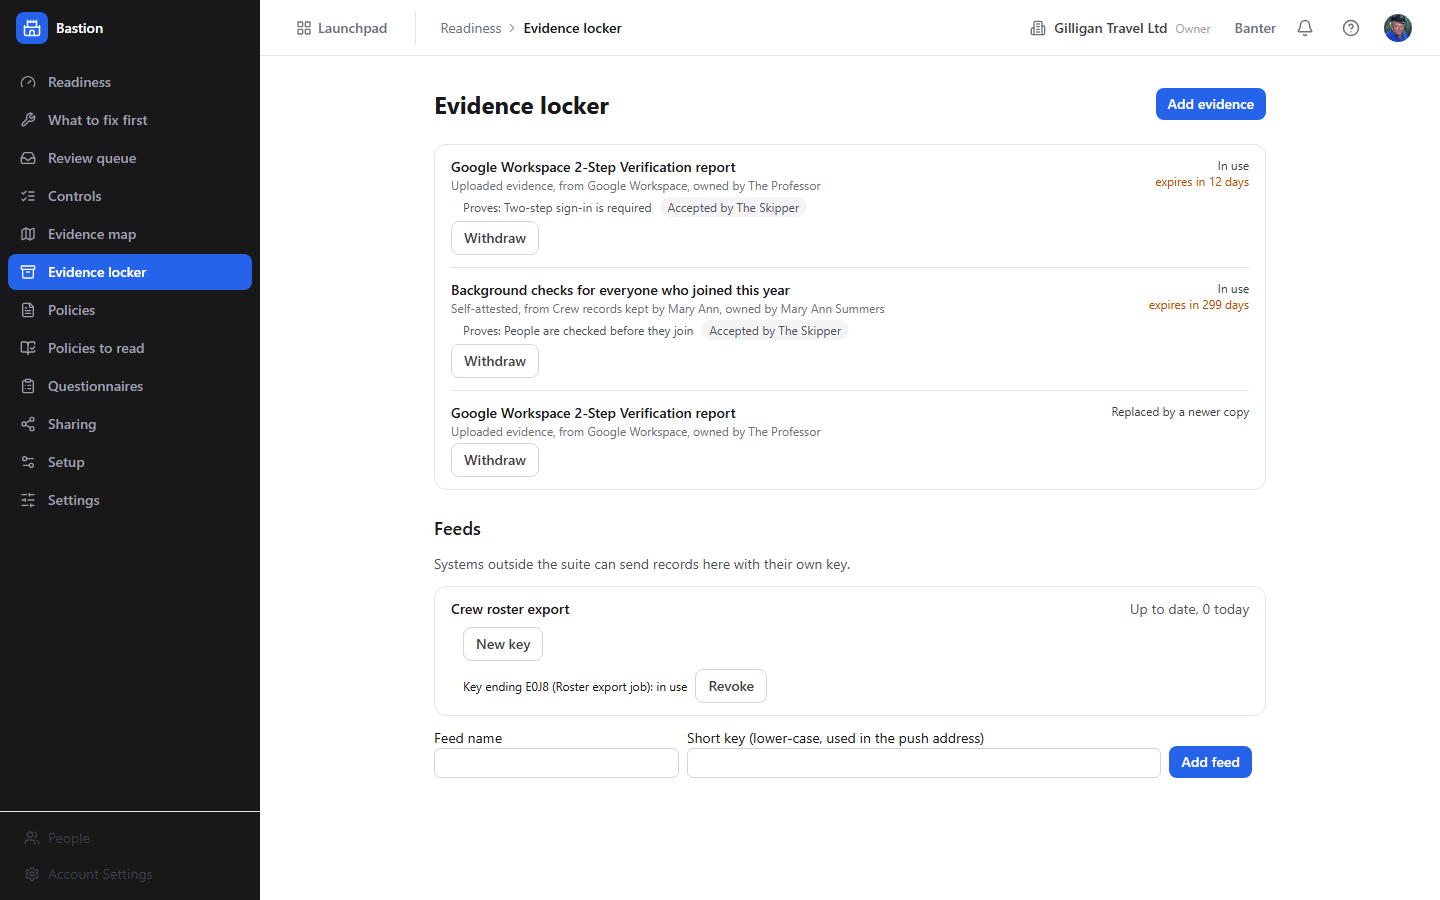 Bastion
Launchpad
Readiness > Evidence locker
Gilligan Travel Ltd Owner
Banter
Readiness
What to fix first
Review queue
Controls
Evidence map
Evidence locker
Policies
Policies to read
Questionnaires
Sharing
Setup
Settings
People
Account Settings
Evidence locker
Add evidence
Google Workspace 2-Step Verification report
In use
Uploaded evidence, from Google Workspace, owned by The Professor
expires in 12 days
Proves: Two-step sign-in is required Accepted by The Skipper
Withdraw
Background checks for everyone who joined this year
In use
Self-attested, from Crew records kept by Mary Ann, owned by Mary Ann Summers
expires in 299 days
Proves: People are checked before they join Accepted by The Skipper
Withdraw
Google Workspace 2-Step Verification report
Replaced by a newer copy
Uploaded evidence, from Google Workspace, owned by The Professor
Withdraw
Feeds
Systems outside the suite can send records here with their own key.
Crew roster export
Up to date, 0 today
New key
Key ending E0J8 (Roster export job): in use Revoke
Feed name
Short key (lower-case, used in the push address)
Add feed